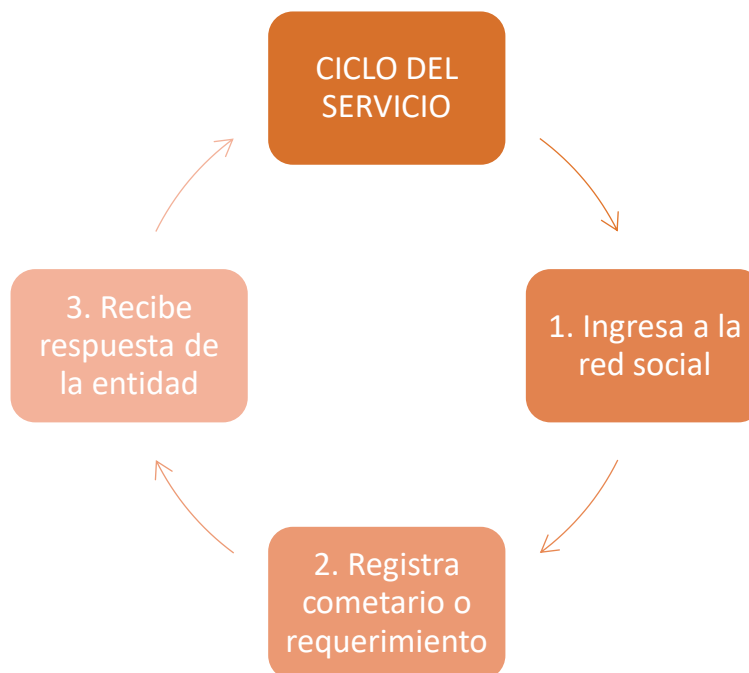 CICLO DEL
SERVICIO
1. Ingresa a la
red social
2. Registra
cometario o
requerimiento
3. Recibe
respuesta de
la entidad